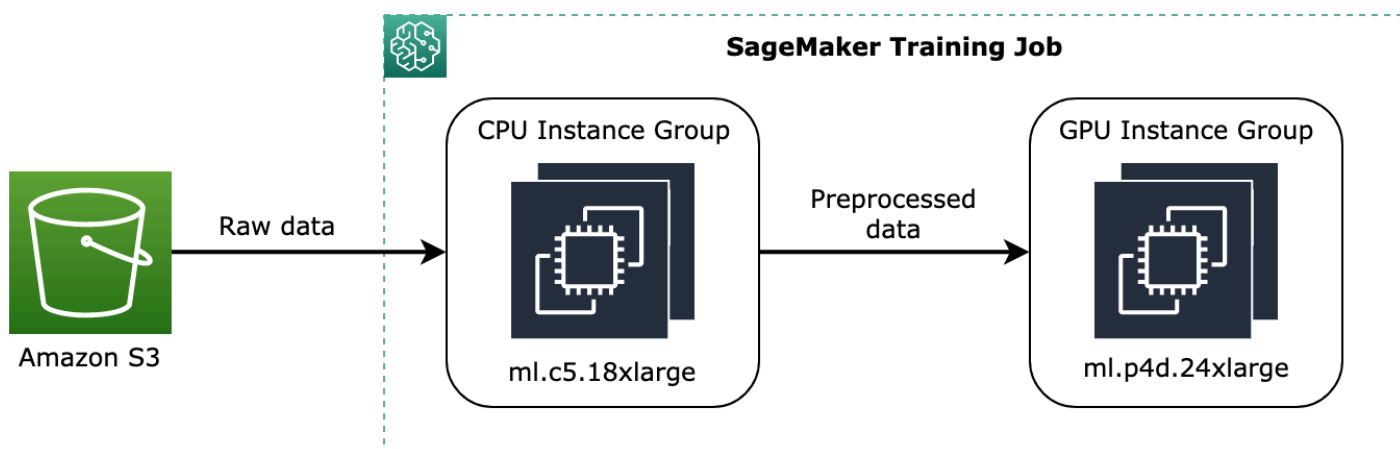 SageMaker Training Job
CPU Instance Group
GPU Instance Group
Raw data
Preprocessed
data
Amazon S3
ml.c5.18xlarge
ml.p4d.24xlarge